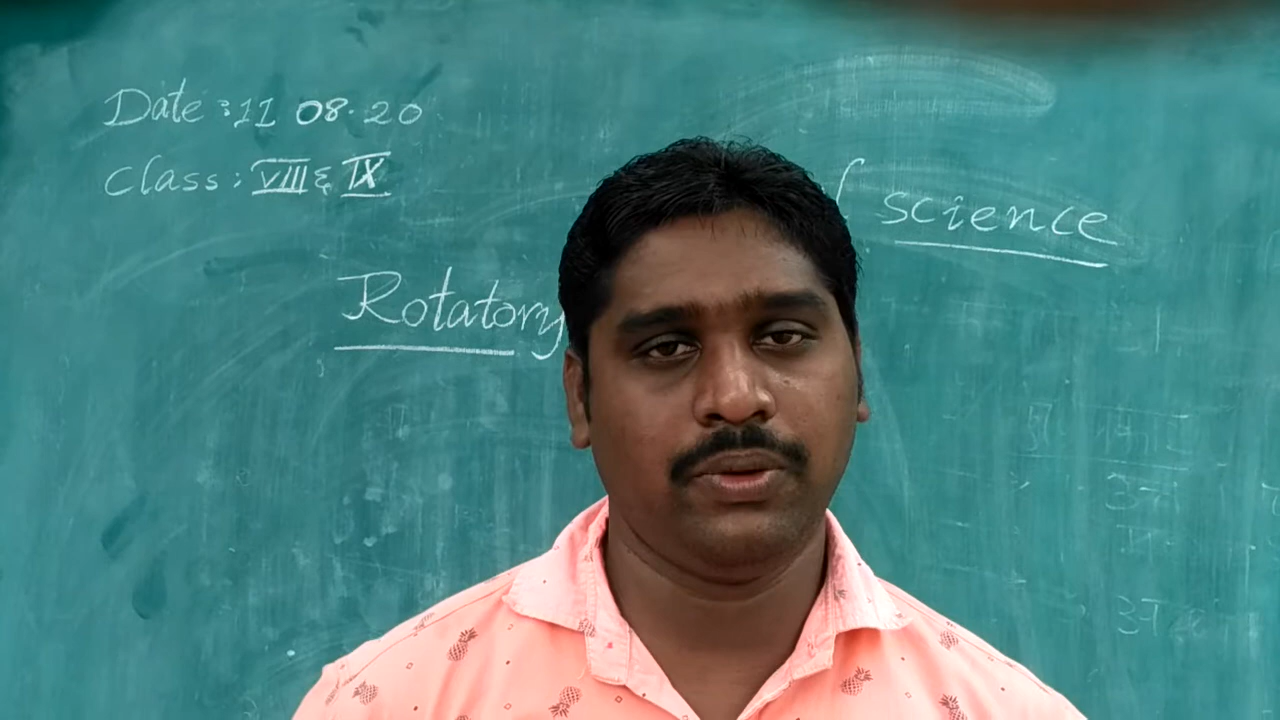 Date : 11 08.20
Class : VIII & IX
science
Rotatory